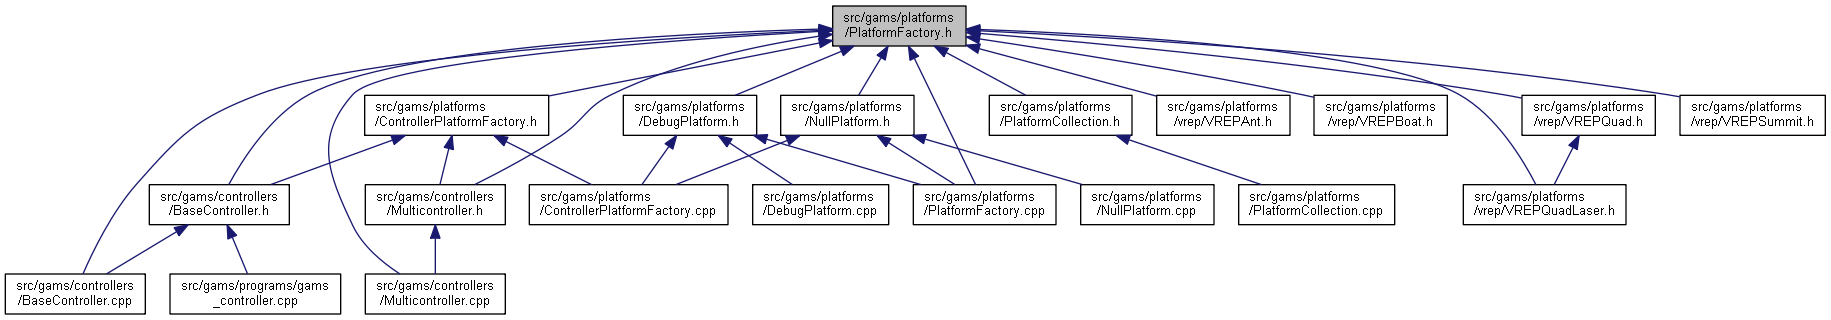 src/gams/platforms
/PlatformFactory.h
src/gams/platforms
/ControllerPlatformFactory.h
src/gams/platforms
/DebugPlatform.h
src/gams/platforms
/NullPlatform.h
src/gams/platforms
/PlatformCollection.h
src/gams/platforms
/vrep/VREPAnt.h
src/gams/platforms
/vrep/VREPBoat.h
src/gams/platforms
/vrep/VREPQuad.h
src/gams/platforms
/vrep/VREPSummit.h
src/gams/controllers
/BaseController.h
src/gams/controllers
/Multicontroller.h
src/gams/platforms
/ControllerPlatformFactory.cpp
src/gams/platforms
/DebugPlatform.cpp
src/gams/platforms
/PlatformFactory.cpp
src/gams/platforms
/NullPlatform.cpp
src/gams/platforms
/PlatformCollection.cpp
src/gams/platforms
/vrep/VREPQuadLaser.h
src/gams/controllers
/BaseController.cpp
src/gams/programs/gams
_controller.cpp
src/gams/controllers
/Multicontroller.cpp